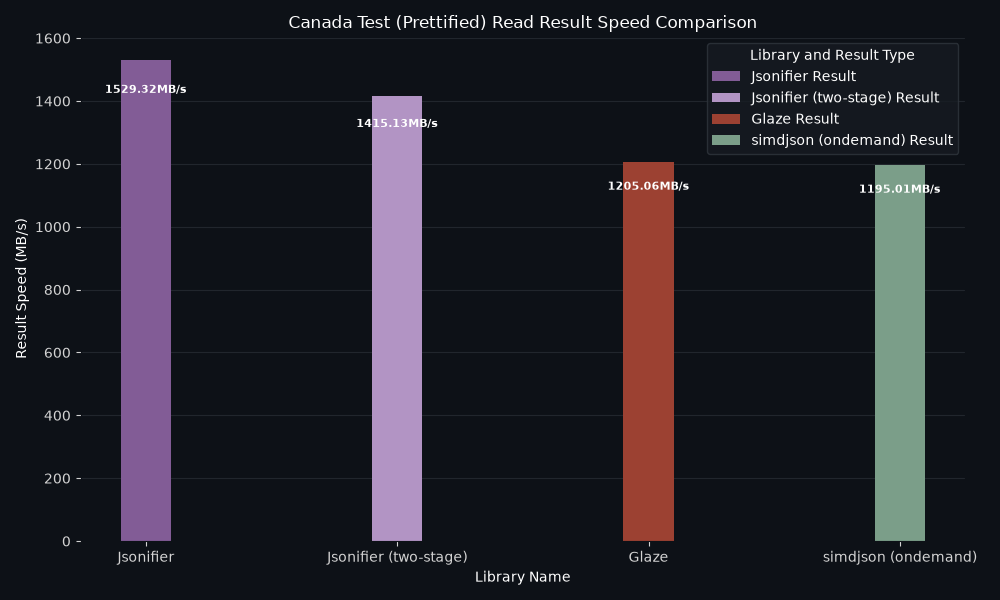 Canada Test (Prettified) Read Result Speed Comparison
Library and Result Type
Jsonifier Result
Jsonifier (two-stage) Result
Glaze Result
simdjson (ondemand) Result
Result Speed (MB/s)
1600
1400
1200
1000
800
600
400
200
0
1529.32MB/s
1415.13MB/s
1205.06MB/s
1195.01MB/s
Jsonifier
Jsonifier (two-stage)
Glaze
simdjson (ondemand)
Library Name